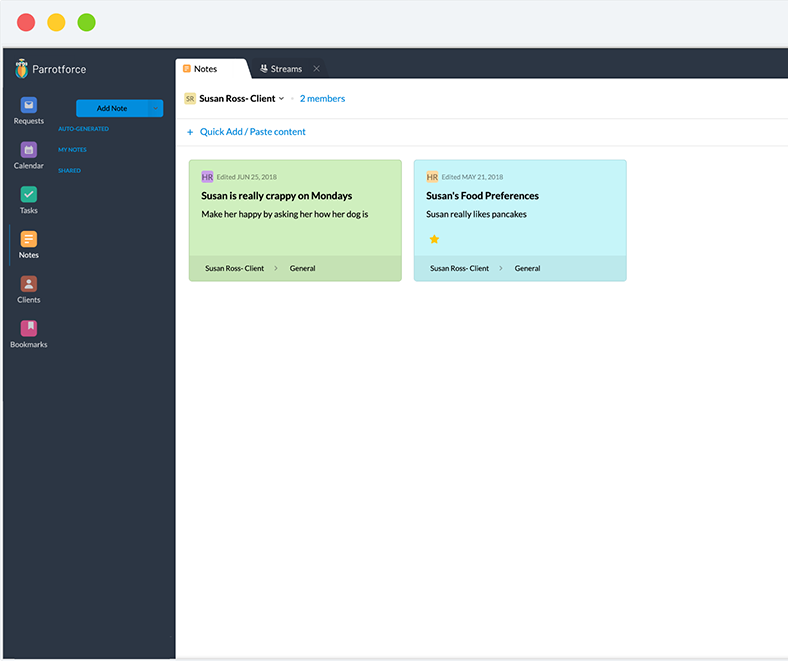 Parrotforce
Notes
Streams
Requests
Add Note
AUTO-GENERATED
MY NOTES
SHARED
Calendar
Tasks
Notes
Clients
Bookmarks
SR Susan Ross- Client 2 members
+ Quick Add / Paste content
HR Edited JUN 25, 2018
Susan is really crappy on Mondays
Make her happy by asking her how her dog is
Susan Ross- Client > General
HR Edited MAY 21, 2018
Susan's Food Preferences
Susan really likes pancakes
Susan Ross- Client > General